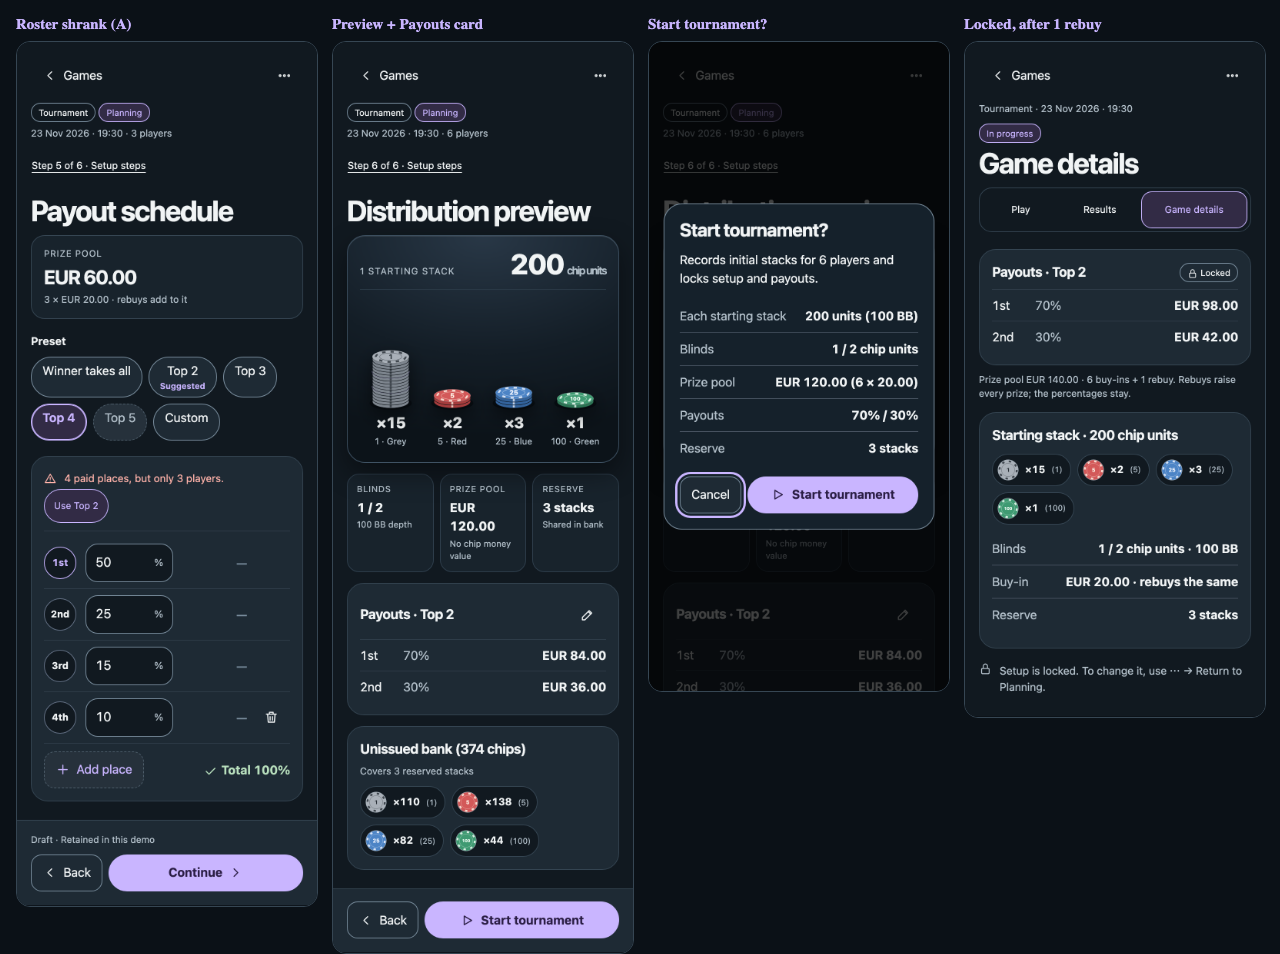 Roster shrank (A)
Games
Tournament
Planning
23 Nov 2026 · 19:30 · 3 players
Step 5 of 6 · Setup steps
Payout schedule
PRIZE POOL
EUR 60.00
3 × EUR 20.00 · rebuys add to it
Preset
Winner takes all
Top 2
Suggested
Top 3
Top 4
Top 5
Custom
4 paid places, but only 3 players.
Use Top 2
1st 50 % —
2nd 25 % —
3rd 15 % —
4th 10 % —
+ Add place
Total 100%
Draft · Retained in this demo
Back
Continue
Preview + Payouts card
Games
Tournament
Planning
23 Nov 2026 · 19:30 · 6 players
Step 6 of 6 · Setup steps
Distribution preview
1 STARTING STACK
200 chip units
1 5 25 100
×15 ×2 ×3 ×1
1 · Grey 5 · Red 25 · Blue 100 · Green
BLINDS
1 / 2
100 BB depth
PRIZE POOL
EUR
120.00
No chip money
value
RESERVE
3 stacks
Shared in bank
Payouts · Top 2
1st 70% EUR 84.00
2nd 30% EUR 36.00
Unissued bank (374 chips)
Covers 3 reserved stacks
1 ×110 (1)
5 ×138 (5)
25 ×82 (25)
100 ×44 (100)
Back
Start tournament
Start tournament?
Games
Tournament
Planning
23 Nov 2026 · 19:30 · 6 players
Step 6 of 6 · Setup steps
Start tournament?
Records initial stacks for 6 players and
locks setup and payouts.
Each starting stack 200 units (100 BB)
Blinds 1 / 2 chip units
Prize pool EUR 120.00 (6 × 20.00)
Payouts 70% / 30%
Reserve 3 stacks
Cancel
Start tournament
No chip money
value
Payouts · Top 2
1st 70% EUR 84.00
2nd 30% EUR 36.00
Locked, after 1 rebuy
Games
Tournament · 23 Nov 2026 · 19:30
In progress
Game details
Play
Results
Game details
Payouts · Top 2
Locked
1st 70% EUR 98.00
2nd 30% EUR 42.00
Prize pool EUR 140.00 · 6 buy-ins + 1 rebuy. Rebuys raise
every prize; the percentages stay.
Starting stack · 200 chip units
1 ×15 (1)
5 ×2 (5)
25 ×3 (25)
100 ×1 (100)
Blinds 1 / 2 chip units · 100 BB
Buy-in EUR 20.00 · rebuys the same
Reserve 3 stacks
Setup is locked. To change it, use ··· → Return to
Planning.